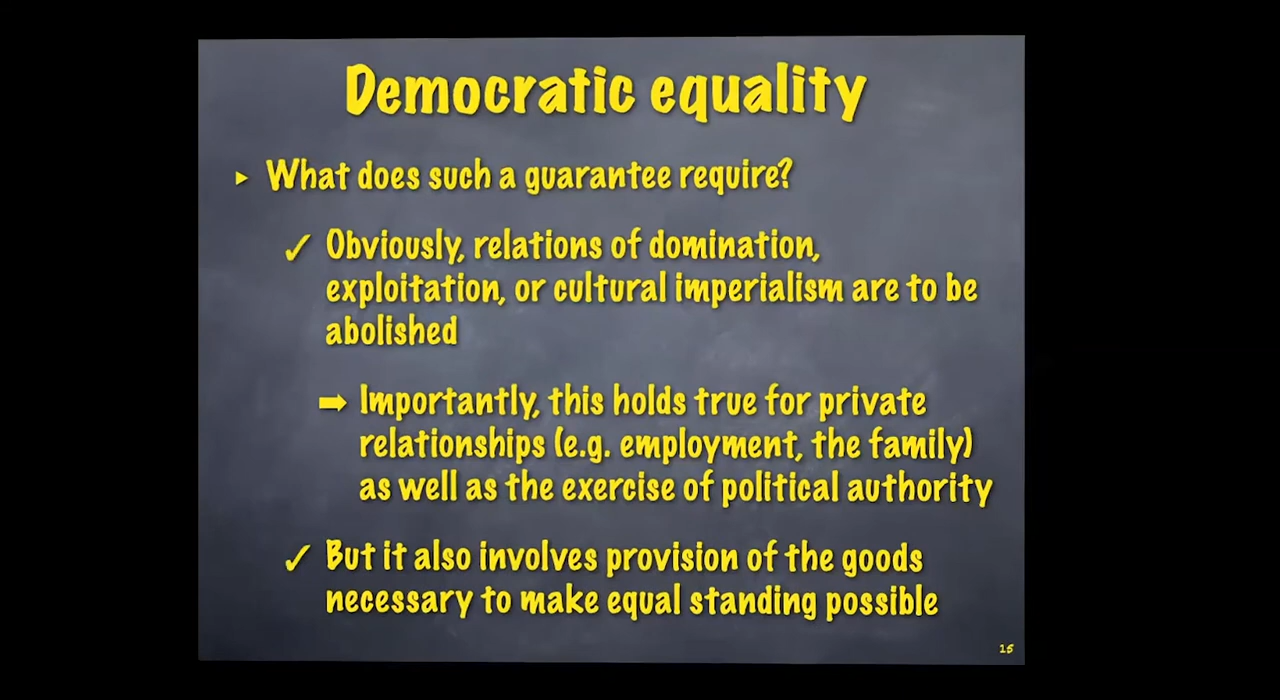 Democratic equality
▸ What does such a guarantee require?
✓ Obviously, relations of domination,
exploitation, or cultural imperialism are to be
abolished
➡ Importantly, this holds true for private
relationships (e.g. employment, the family)
as well as the exercise of political authority
✓ But it also involves provision of the goods
necessary to make equal standing possible
15